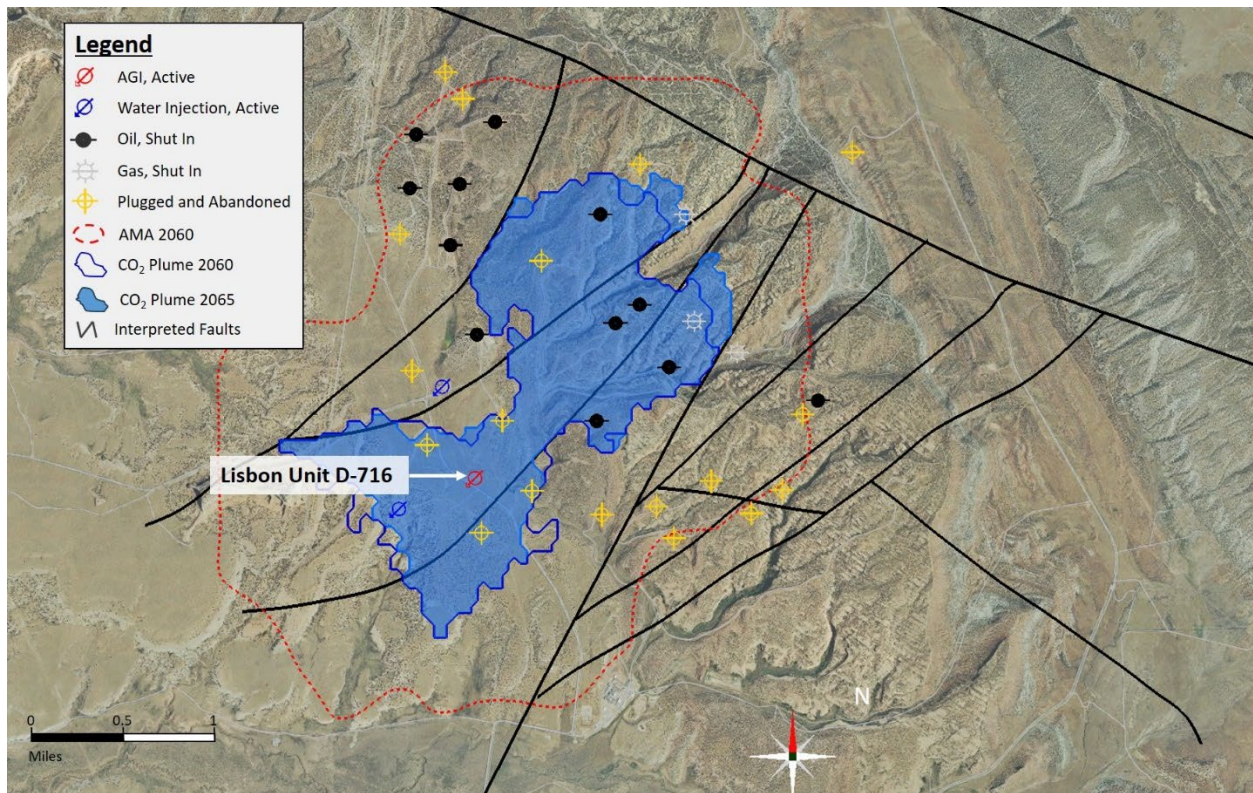 Legend
AGI, Active
Water Injection, Active
Oil, Shut In
Gas, Shut In
Plugged and Abandoned
AMA 2060
CO₂ Plume 2060
CO₂ Plume 2065
Interpreted Faults
Lisbon Unit D-716
N
0 0.5 1
Miles